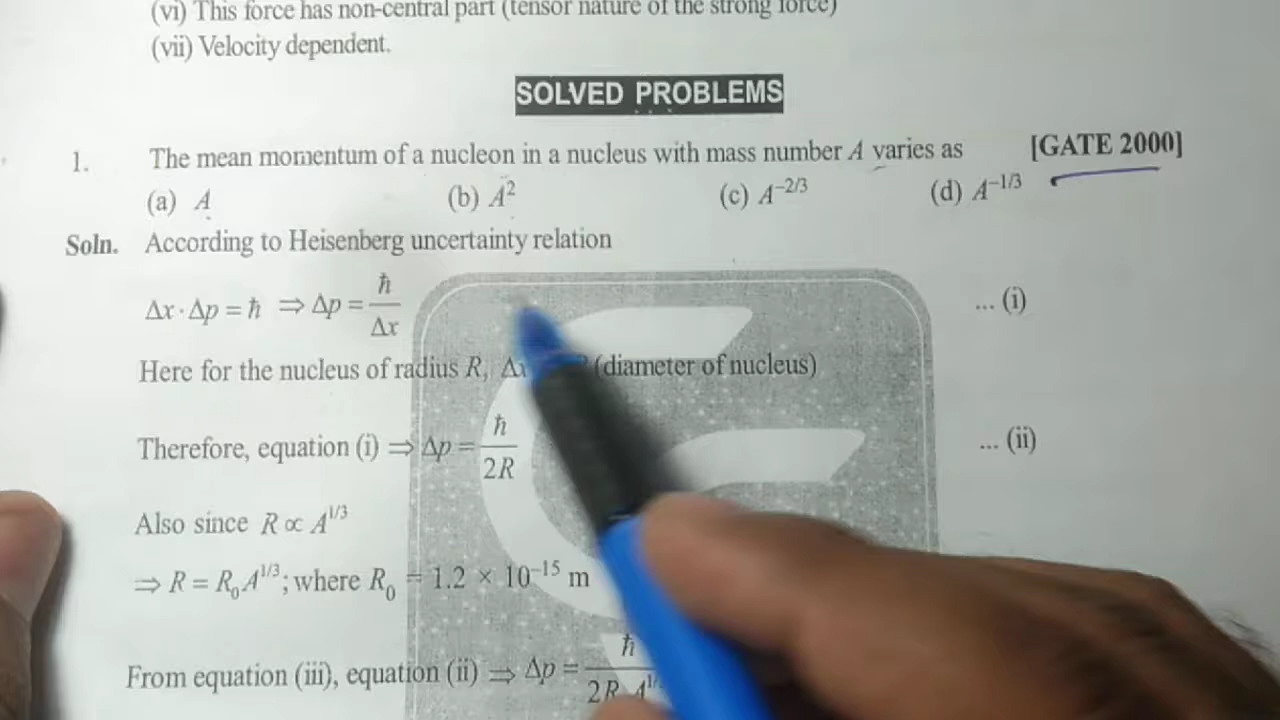 (vi) This force has non-central part (tensor nature of the strong force)
(vii) Velocity dependent.
SOLVED PROBLEMS
1. The mean momentum of a nucleon in a nucleus with mass number A varies as [GATE 2000]
(a) A (b) A² (c) A⁻²/³ (d) A⁻¹/³
Soln. According to Heisenberg uncertainty relation
Δx · Δp = ħ ⇒ Δp = ħ/Δx ... (i)
Here for the nucleus of radius R, (diameter of nucleus)
Therefore, equation (i) ⇒ Δp = ħ/2R ... (ii)
Also since R ∝ A¹/³
⇒ R = R₀A¹/³; where R₀ = 1.2 × 10⁻¹⁵ m
From equation (iii), equation (ii) ⇒ Δp =